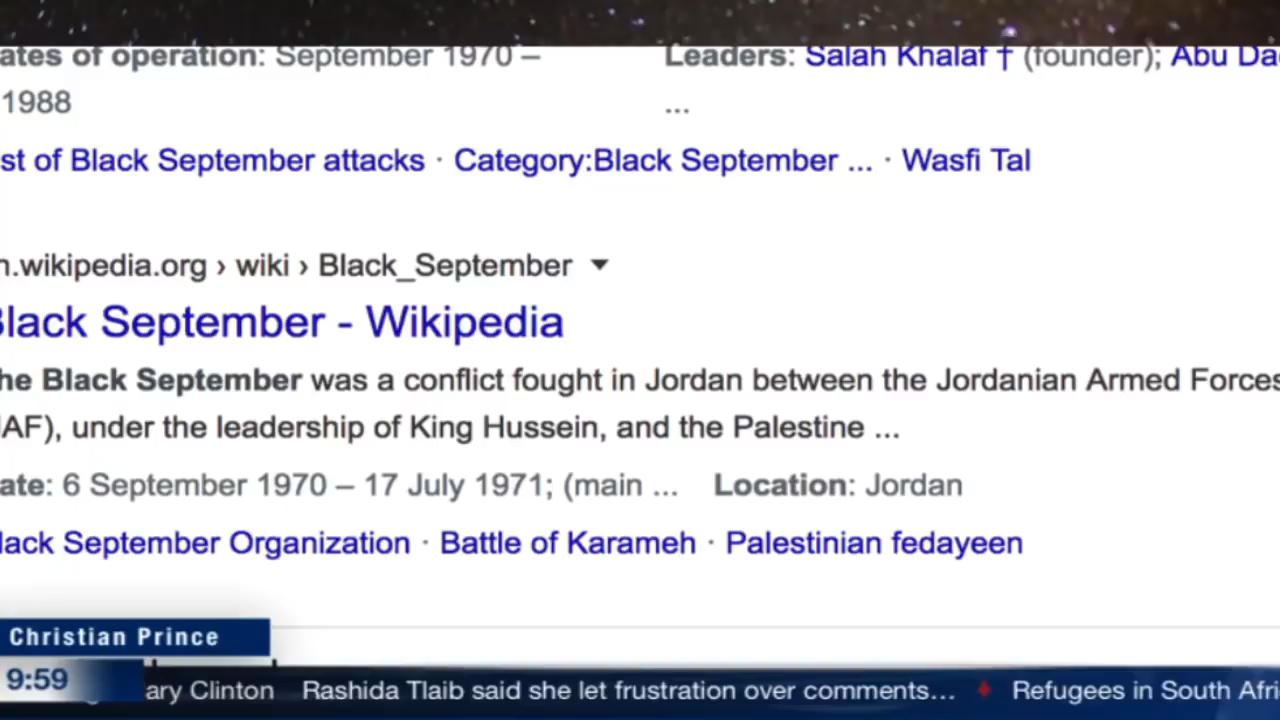 ates of operation: September 1970 – Leaders: Salah Khalaf † (founder); Abu Da
1988 ...
st of Black September attacks · Category:Black September ... · Wasfi Tal
n.wikipedia.org › wiki › Black_September
Black September - Wikipedia
he Black September was a conflict fought in Jordan between the Jordanian Armed Forces
JAF), under the leadership of King Hussein, and the Palestine ...
ate: 6 September 1970 – 17 July 1971; (main ... Location: Jordan
lack September Organization · Battle of Karameh · Palestinian fedayeen
Christian Prince
9:59 ary Clinton Rashida Tlaib said she let frustration over comments... Refugees in South Afri